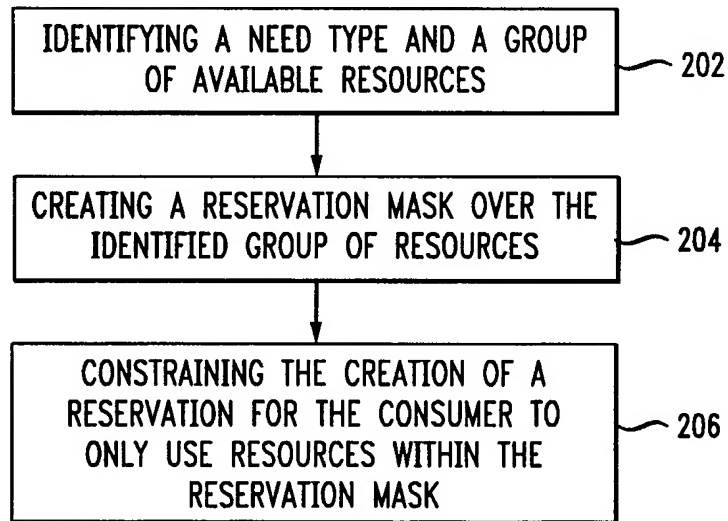 IDENTIFYING A NEED TYPE AND A GROUP
OF AVAILABLE RESOURCES
202
CREATING A RESERVATION MASK OVER THE
IDENTIFIED GROUP OF RESOURCES
204
CONSTRAINING THE CREATION OF A
RESERVATION FOR THE CONSUMER TO
ONLY USE RESOURCES WITHIN THE
RESERVATION MASK
206